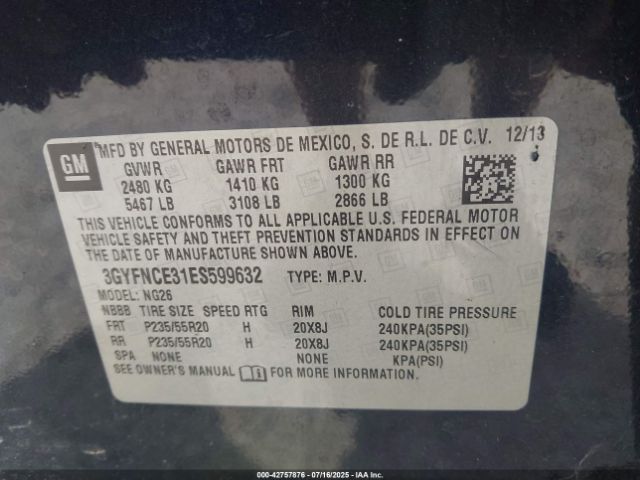 GM
MFD BY GENERAL MOTORS DE MEXICO, S. DE R.L. DE C.V. 12/13
GVWR GAWR FRT GAWR RR
2480 KG 1410 KG 1300 KG
5467 LB 3108 LB 2866 LB
THIS VEHICLE CONFORMS TO ALL APPLICABLE U.S. FEDERAL MOTOR
VEHICLE SAFETY AND THEFT PREVENTION STANDARDS IN EFFECT ON
THE DATE OF MANUFACTURE SHOWN ABOVE.
3GYFNCE31ES599632 TYPE: M.P.V.
MODEL: NG26
NBBB TIRE SIZE SPEED RTG RIM COLD TIRE PRESSURE
FRT P235/55R20 H 20X8J 240KPA(35PSI)
RR P235/55R20 H 20X8J 240KPA(35PSI)
SPA NONE NONE KPA(PSI)
SEE OWNER'S MANUAL FOR MORE INFORMATION.
000-42757876 - 07/16/2025 - IAA Inc.